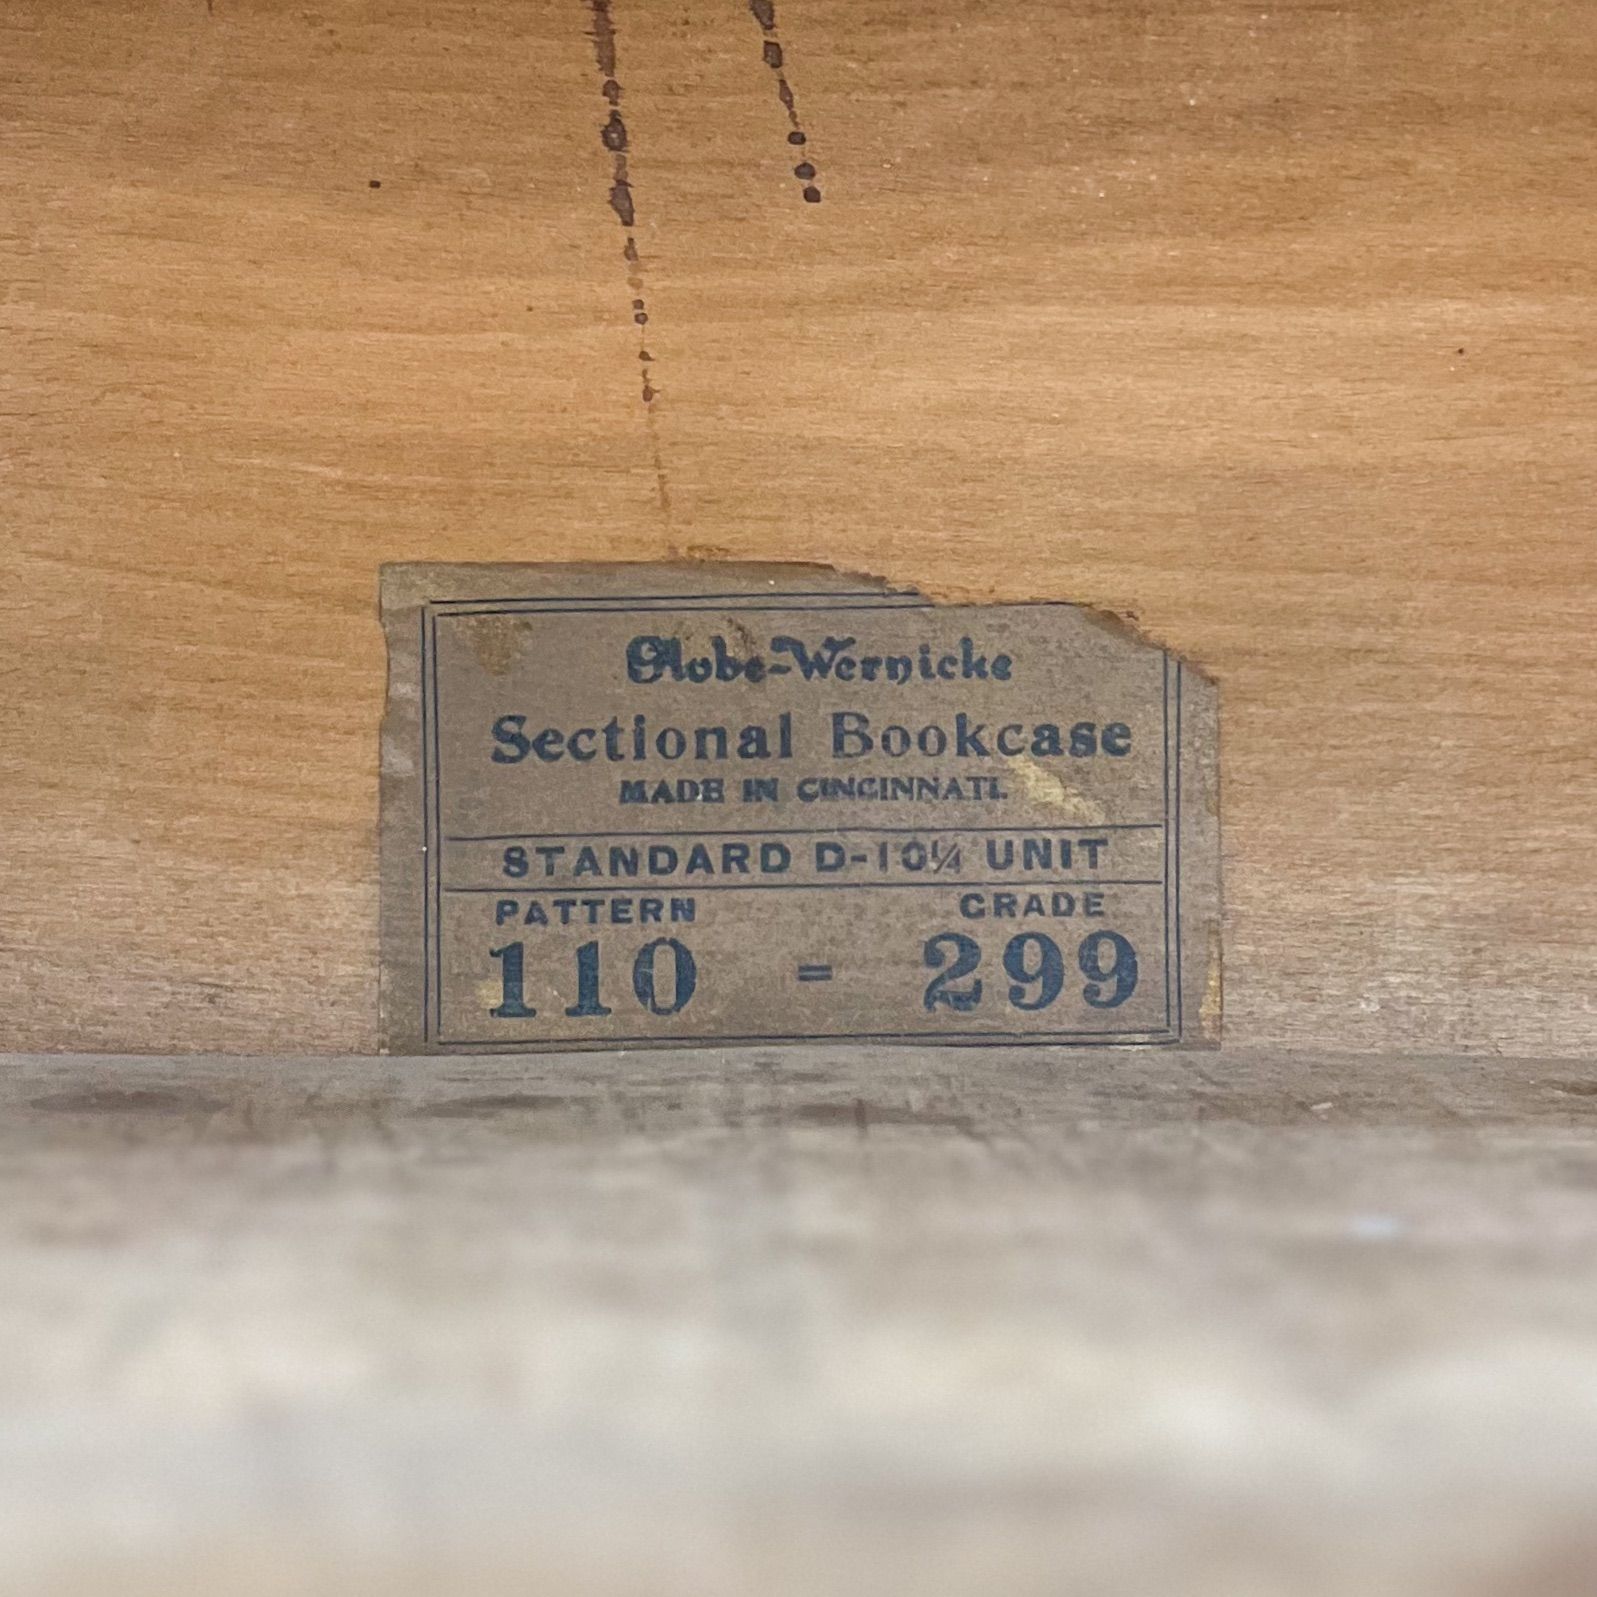 Globe-Wernicke
Sectional Bookcase
MADE IN CINCINNATI.
STANDARD D-10¼ UNIT
PATTERN GRADE
110 = 299